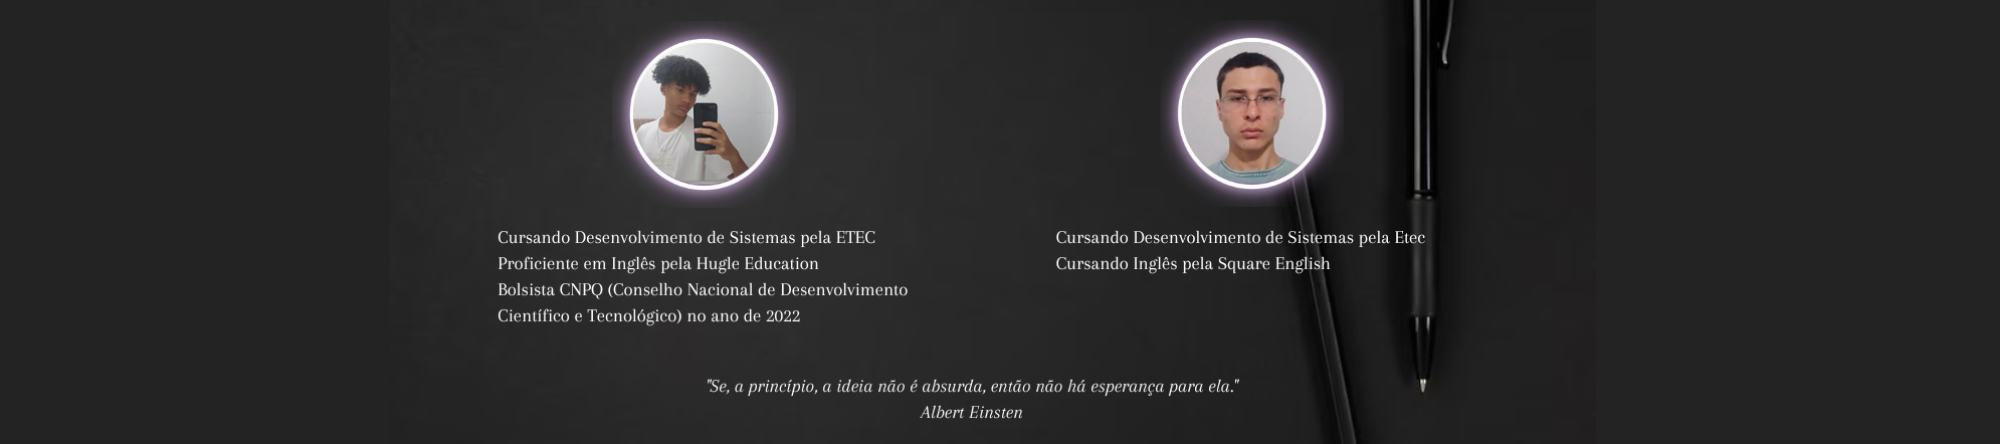 Cursando Desenvolvimento de Sistemas pela ETEC
Proficiente em Inglês pela Hugle Education
Bolsista CNPQ (Conselho Nacional de Desenvolvimento
Científico e Tecnológico) no ano de 2022
Cursando Desenvolvimento de Sistemas pela Etec
Cursando Inglês pela Square English
"Se, a princípio, a ideia não é absurda, então não há esperança para ela."
Albert Einsten